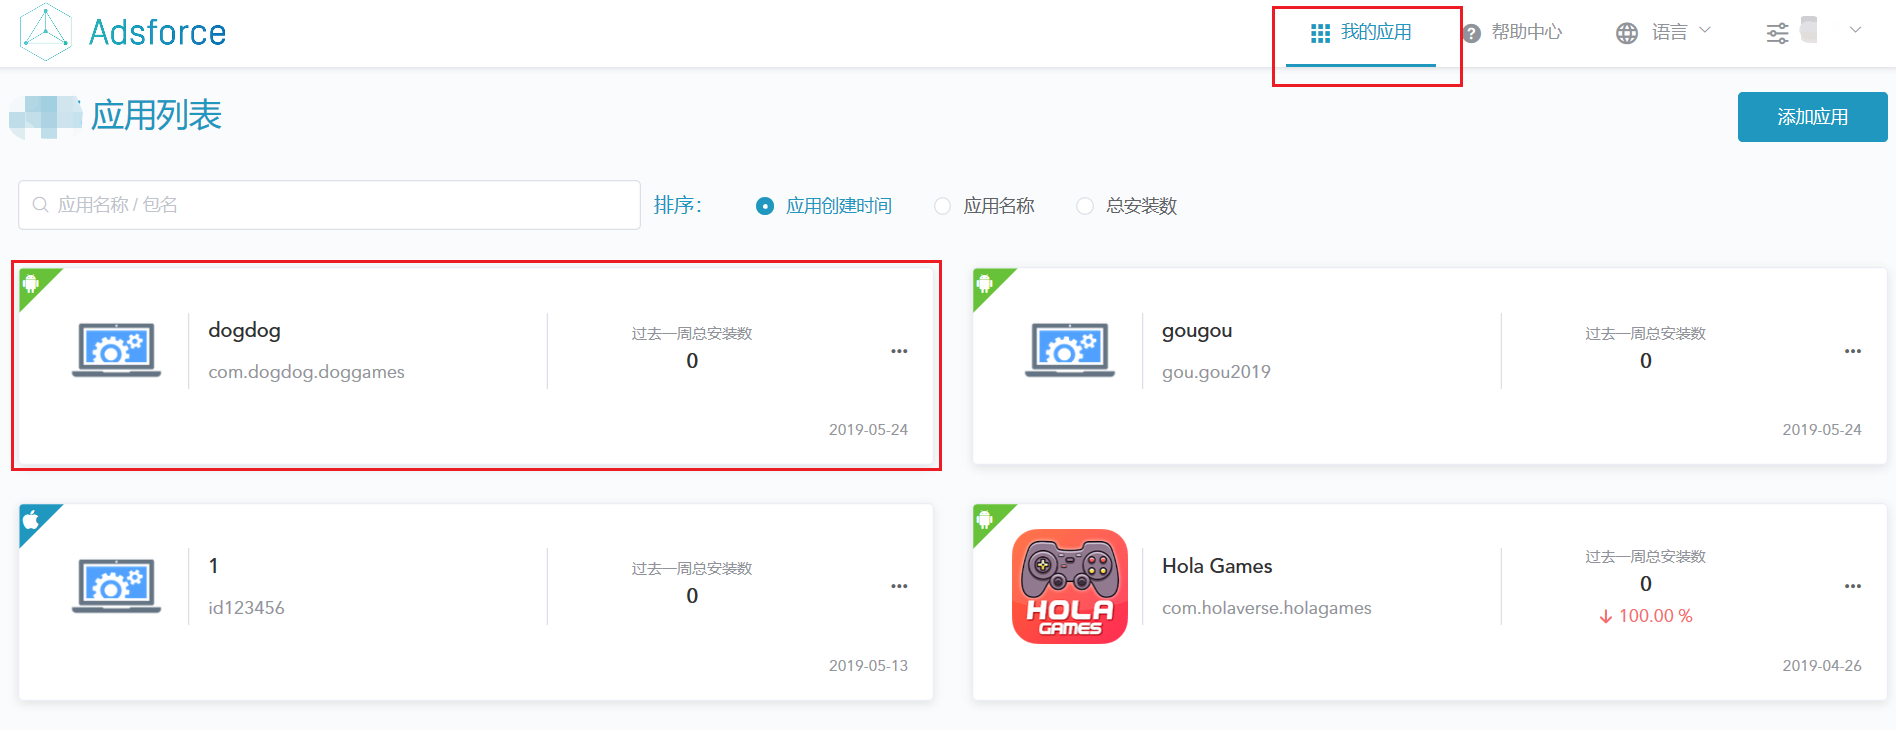 Adsforce
我的应用
帮助中心
语言
应用列表
添加应用
应用名称 / 包名
排序：
应用创建时间
应用名称
总安装数
dogdog
com.dogdog.doggames
过去一周总安装数
0
2019-05-24
gougou
gou.gou2019
过去一周总安装数
0
2019-05-24
1
id123456
过去一周总安装数
0
2019-05-13
HOLA
GAMES
Hola Games
com.holaverse.holagames
过去一周总安装数
0
↓ 100.00 %
2019-04-26